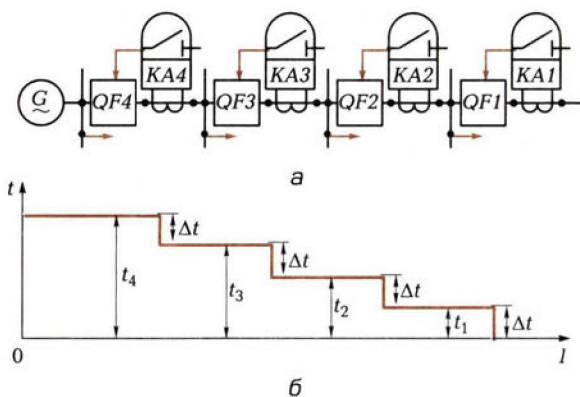 KA4 KA3 KA2 KA1
G QF4 QF3 QF2 QF1
~
а
t
Δt
t₄ Δt
t₃ Δt
t₂ t₁ Δt
0 l
б